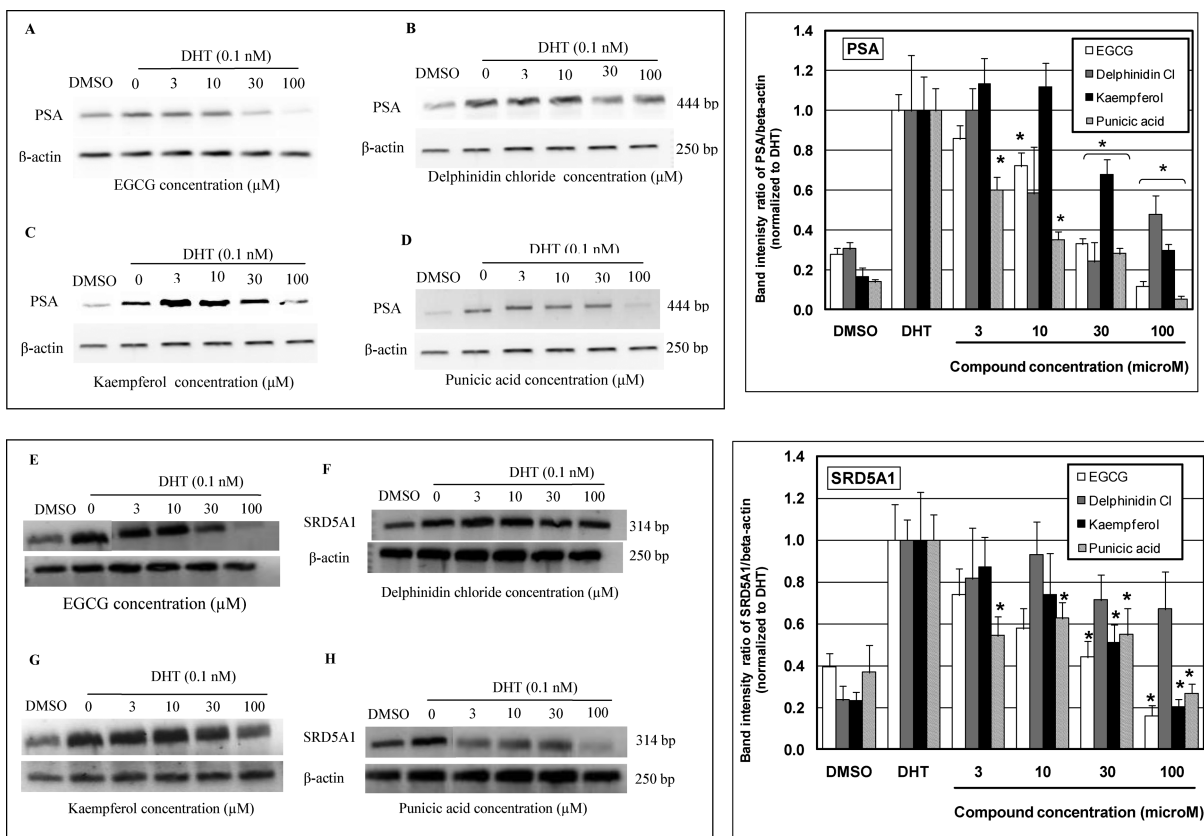 A
DHT (0.1 nM)
DMSO 0 3 10 30 100
PSA
β-actin
EGCG concentration (µM)
B
DHT (0.1 nM)
DMSO 0 3 10 30 100
PSA 444 bp
β-actin 250 bp
Delphinidin chloride concentration (µM)
C
DHT (0.1 nM)
DMSO 0 3 10 30 100
PSA
β-actin
Kaempferol concentration (µM)
D
DHT (0.1 nM)
DMSO 0 3 10 30 100
PSA 444 bp
β-actin 250 bp
Punicic acid concentration (µM)
PSA
EGCG
Delphinidin Cl
Kaempferol
Punicic acid
Band intenisty ratio of PSA/beta-actin
(normalized to DHT)
1.4
1.2
1.0
0.8
0.6
0.4
0.2
0.0
* * * * *
DMSO DHT 3 10 30 100
Compound concentration (microM)
E
DHT (0.1 nM)
DMSO 0 3 10 30 100
EGCG concentration (µM)
F
DHT (0.1 nM)
DMSO 0 3 10 30 100
SRD5A1 314 bp
β-actin 250 bp
Delphinidin chloride concentration (µM)
G
DHT (0.1 nM)
DMSO 0 3 10 30 100
Kaempferol concentration (µM)
H
DHT (0.1 nM)
DMSO 0 3 10 30 100
SRD5A1 314 bp
β-actin 250 bp
Punicic acid concentration (µM)
SRD5A1
EGCG
Delphinidin Cl
Kaempferol
Punicic acid
Band intensity ratio of SRD5A1/beta-actin
(normalized to DHT)
1.4
1.2
1.0
0.8
0.6
0.4
0.2
0.0
* * * * * * * *
DMSO DHT 3 10 30 100
Compound concentration (microM)